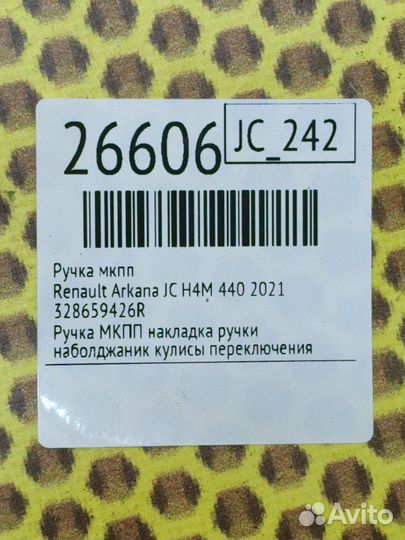 26606
JC_242
Ручка мкпп
Renault Arkana JC H4M 440 2021
328659426R
Ручка МКПП накладка ручки
наболджаник кулисы переключения
Avito